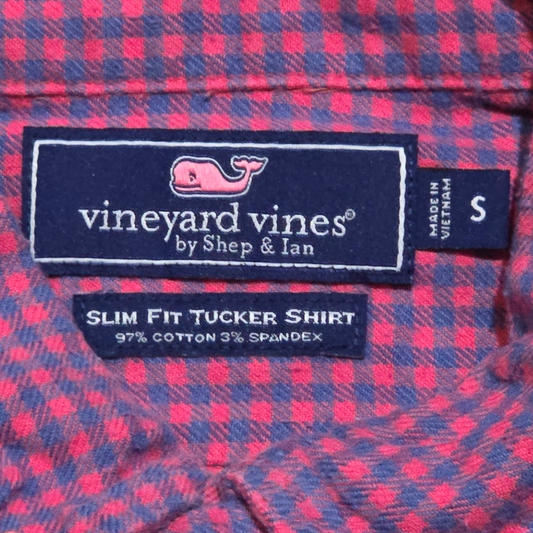 vineyard vines®
by Shep & Ian
MADE IN
VIETNAM
S
SLIM FIT TUCKER SHIRT
97% COTTON 3% SPANDEX